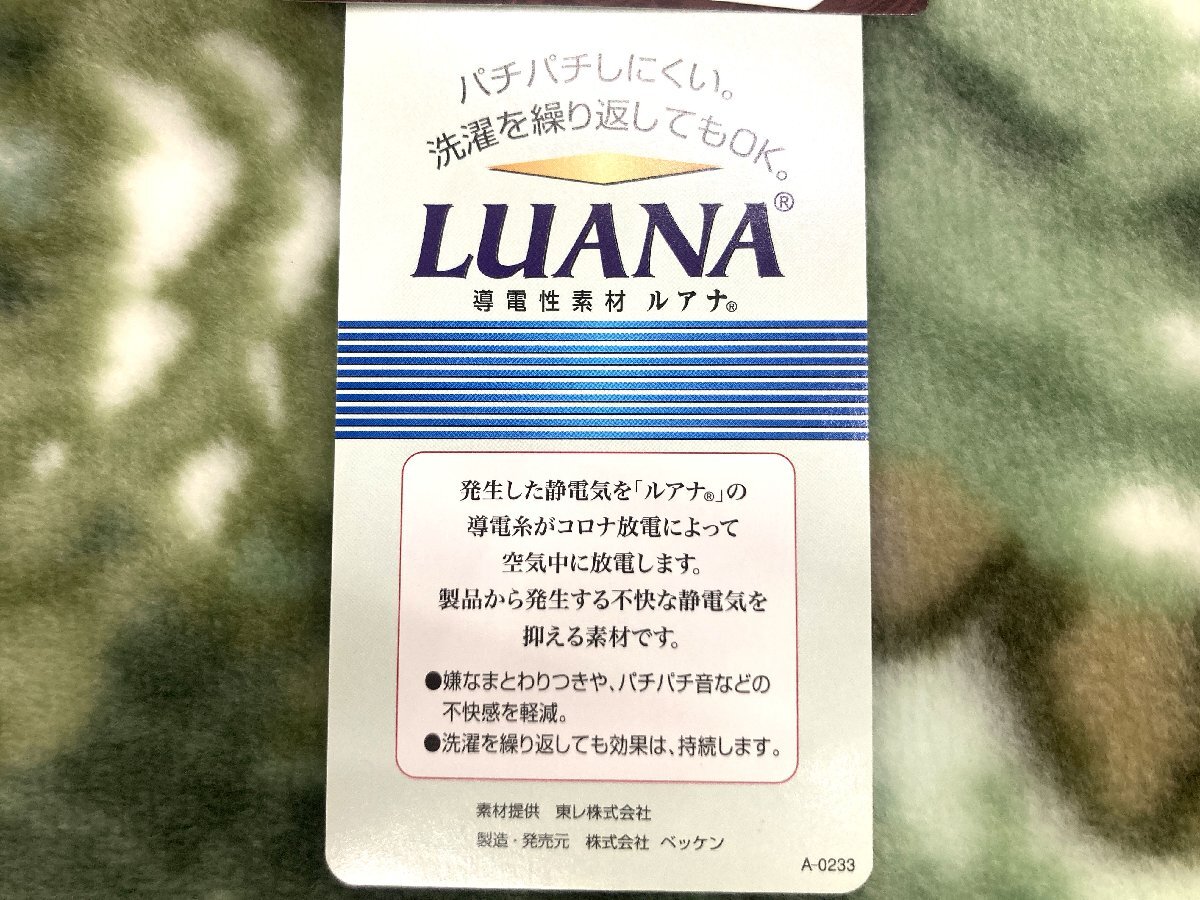 パチパチしにくい。
洗濯を繰り返してもOK。
LUANA®
導電性素材 ルアナ®
発生した静電気を「ルアナ®」の
導電糸がコロナ放電によって
空気中に放電します。
製品から発生する不快な静電気を
抑える素材です。
●嫌なまとわりつきや、パチパチ音などの
不快感を軽減。
●洗濯を繰り返しても効果は、持続します。
素材提供 東レ株式会社
製造・発売元 株式会社 ベッケン
A-0233